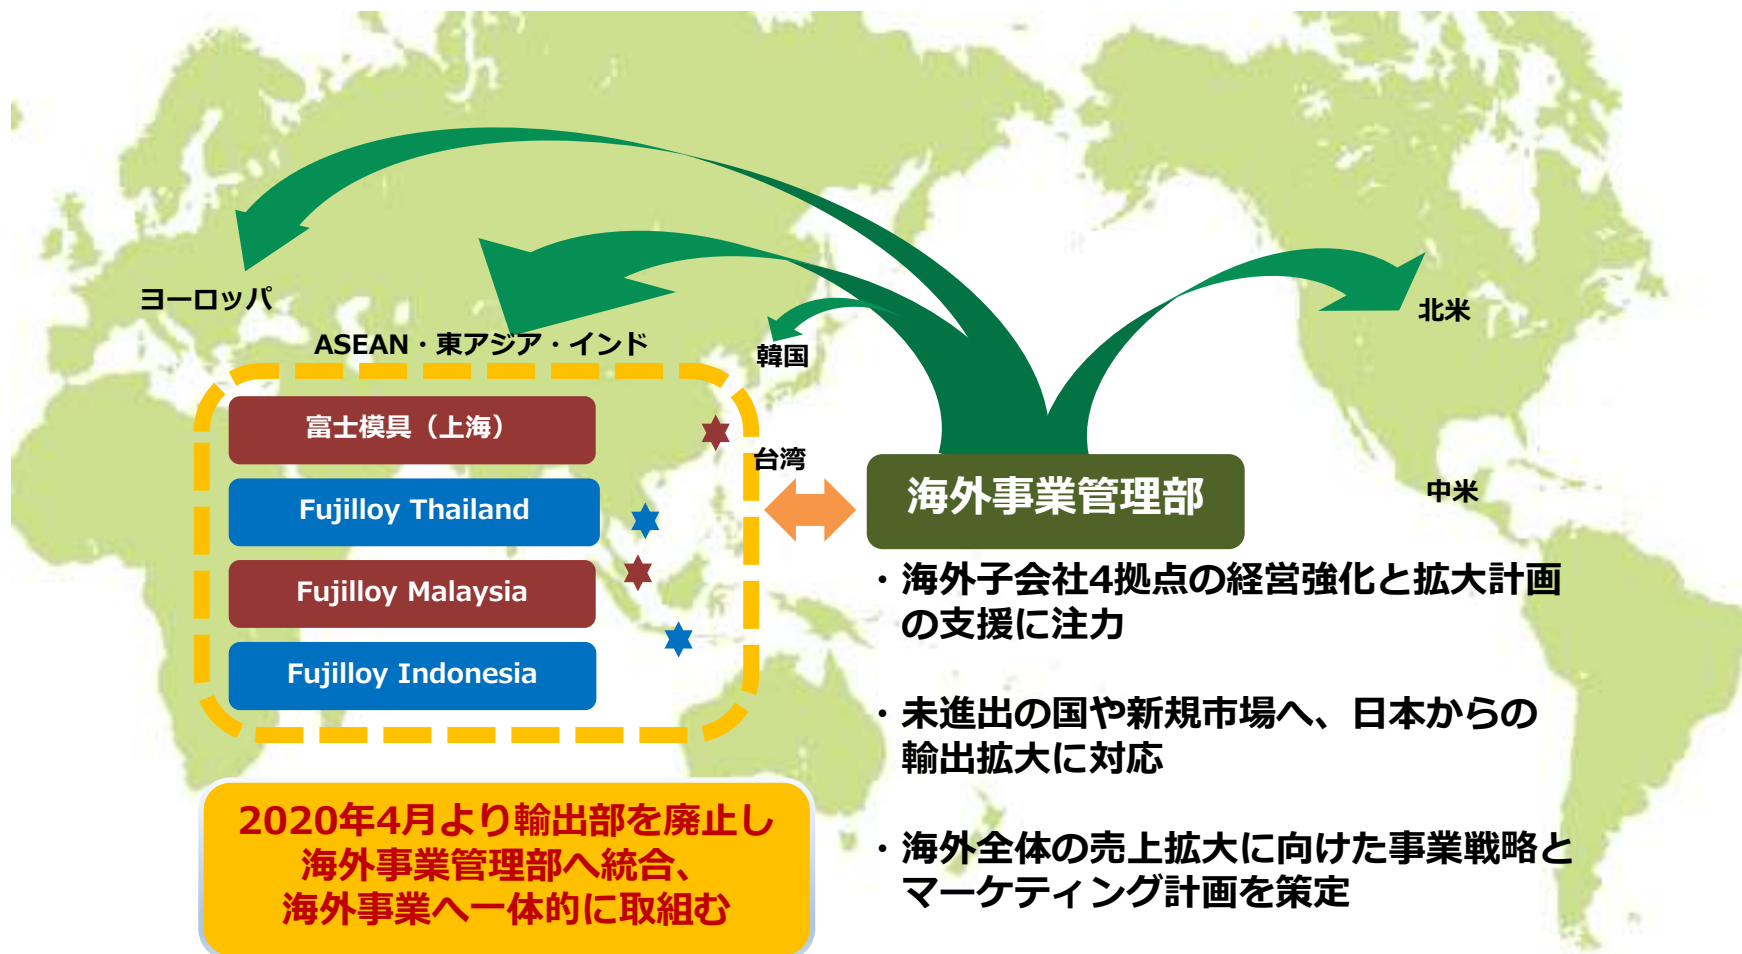 ヨーロッパ
ASEAN・東アジア・インド
韓国
北米
富士模具（上海）
台湾
Fujilloy Thailand
Fujilloy Malaysia
Fujilloy Indonesia
海外事業管理部
中米
・海外子会社4拠点の経営強化と拡大計画
の支援に注力
・未進出の国や新規市場へ、日本からの
輸出拡大に対応
・海外全体の売上拡大に向けた事業戦略と
マーケティング計画を策定
2020年4月より輸出部を廃止し
海外事業管理部へ統合、
海外事業へ一体的に取組む